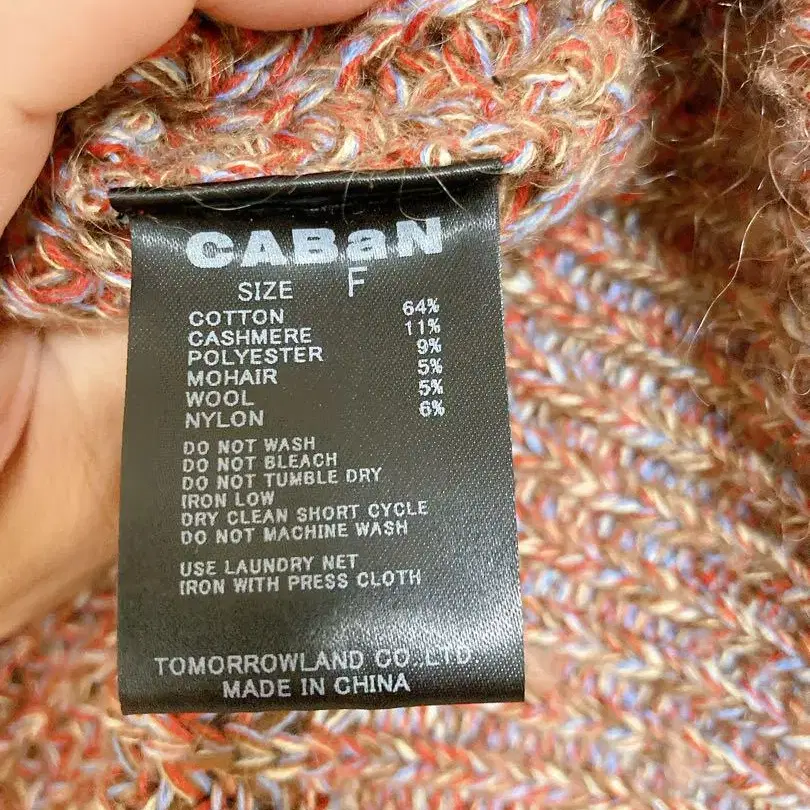 CABaN
SIZE F
COTTON 64%
CASHMERE 11%
POLYESTER 9%
MOHAIR 5%
WOOL 5%
NYLON 6%
DO NOT WASH
DO NOT BLEACH
DO NOT TUMBLE DRY
IRON LOW
DRY CLEAN SHORT CYCLE
DO NOT MACHINE WASH
USE LAUNDRY NET
IRON WITH PRESS CLOTH
TOMORROWLAND CO.,LTD.
MADE IN CHINA